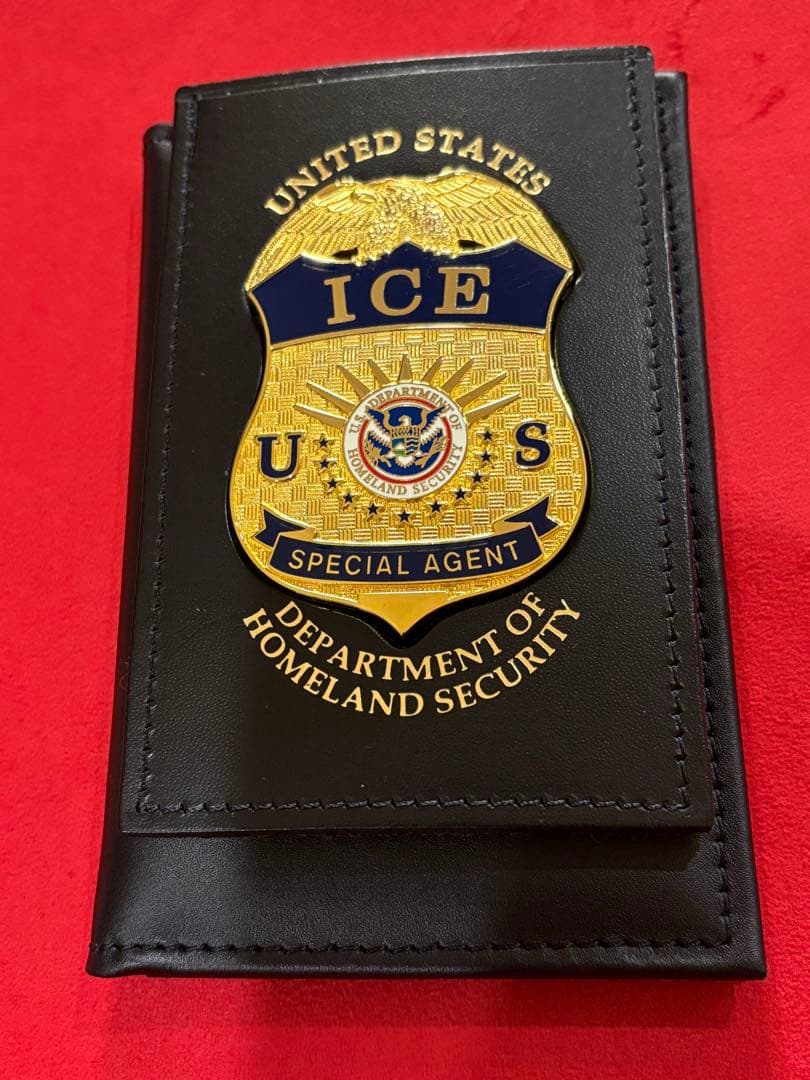 UNITED STATES
ICE
U.S. DEPARTMENT OF
HOMELAND SECURITY
U S
SPECIAL AGENT
DEPARTMENT OF
HOMELAND SECURITY